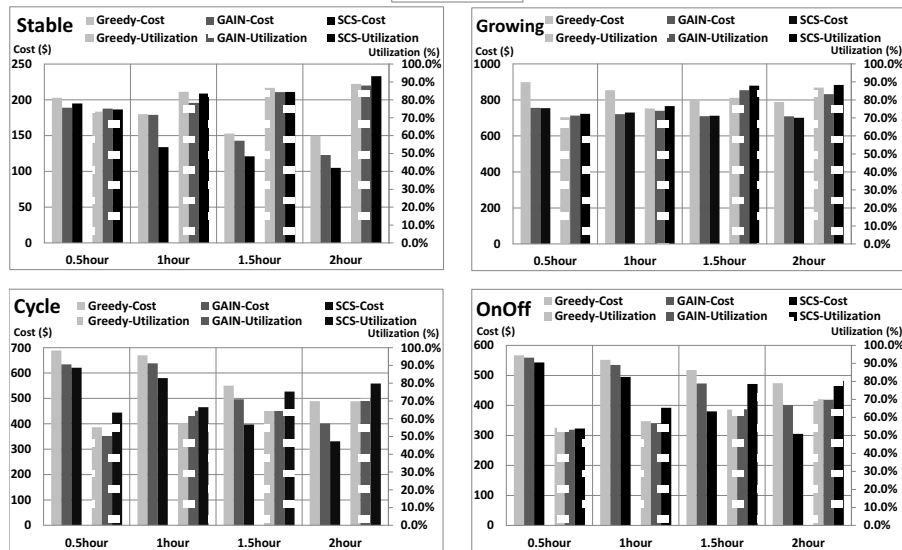 Stable
Greedy-Cost GAIN-Cost SCS-Cost
Greedy-Utilization GAIN-Utilization SCS-Utilization
Cost ($) Utilization (%)
250 100.0%
90.0%
200 80.0%
70.0%
150 60.0%
50.0%
100 40.0%
30.0%
50 20.0%
10.0%
0 0.0%
0.5hour 1hour 1.5hour 2hour
Growing
Greedy-Cost GAIN-Cost SCS-Cost
Greedy-Utilization GAIN-Utilization SCS-Utilization
Cost ($) Utilization (%)
1000 100.0%
90.0%
800 80.0%
70.0%
600 60.0%
50.0%
400 40.0%
30.0%
200 20.0%
10.0%
0 0.0%
0.5hour 1hour 1.5hour 2hour
Cycle
Greedy-Cost GAIN-Cost SCS-Cost
Greedy-Utilization GAIN-Utilization SCS-Utilization
Cost ($) Utilization (%)
700 100.0%
90.0%
600
80.0%
500 70.0%
400 60.0%
50.0%
300 40.0%
200 30.0%
20.0%
100
10.0%
0 0.0%
0.5hour 1hour 1.5hour 2hour
OnOff
Greedy-Cost GAIN-Cost SCS-Cost
Greedy-Utilization GAIN-Utilization SCS-Utilization
Cost ($) Utilization (%)
600 100.0%
90.0%
500
80.0%
400 70.0%
60.0%
300 50.0%
40.0%
200
30.0%
100 20.0%
10.0%
0 0.0%
0.5hour 1hour 1.5hour 2hour